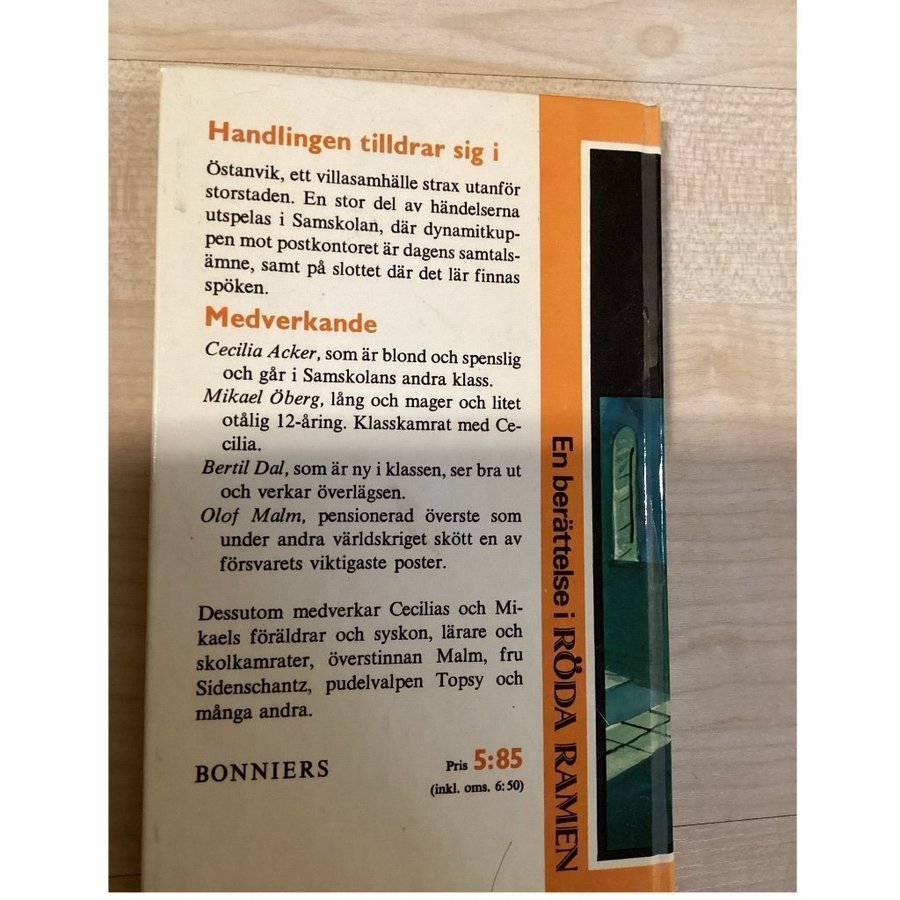 Handlingen tilldrar sig i
Östanvik, ett villasamhälle strax utanför
storstaden. En stor del av händelserna
utspelas i Samskolan, där dynamitkup-
pen mot postkontoret är dagens samtals-
ämne, samt på slottet där det lär finnas
spöken.
Medverkande
Cecilia Acker, som är blond och spenslig
och går i Samskolans andra klass.
Mikael Öberg, lång och mager och litet
otålig 12-åring. Klasskamrat med Ce-
cilia.
Bertil Dal, som är ny i klassen, ser bra ut
och verkar överlägsen.
Olof Malm, pensionerad överste som
under andra världskriget skött en av
försvarets viktigaste poster.
Dessutom medverkar Cecilias och Mi-
kaels föräldrar och syskon, lärare och
skolkamrater, överstinnan Malm, fru
Sidenschantz, pudelvalpen Topsy och
många andra.
BONNIERS
Pris 5:85
(inkl. oms. 6:50)
En berättelse i RÖDA RAMEN